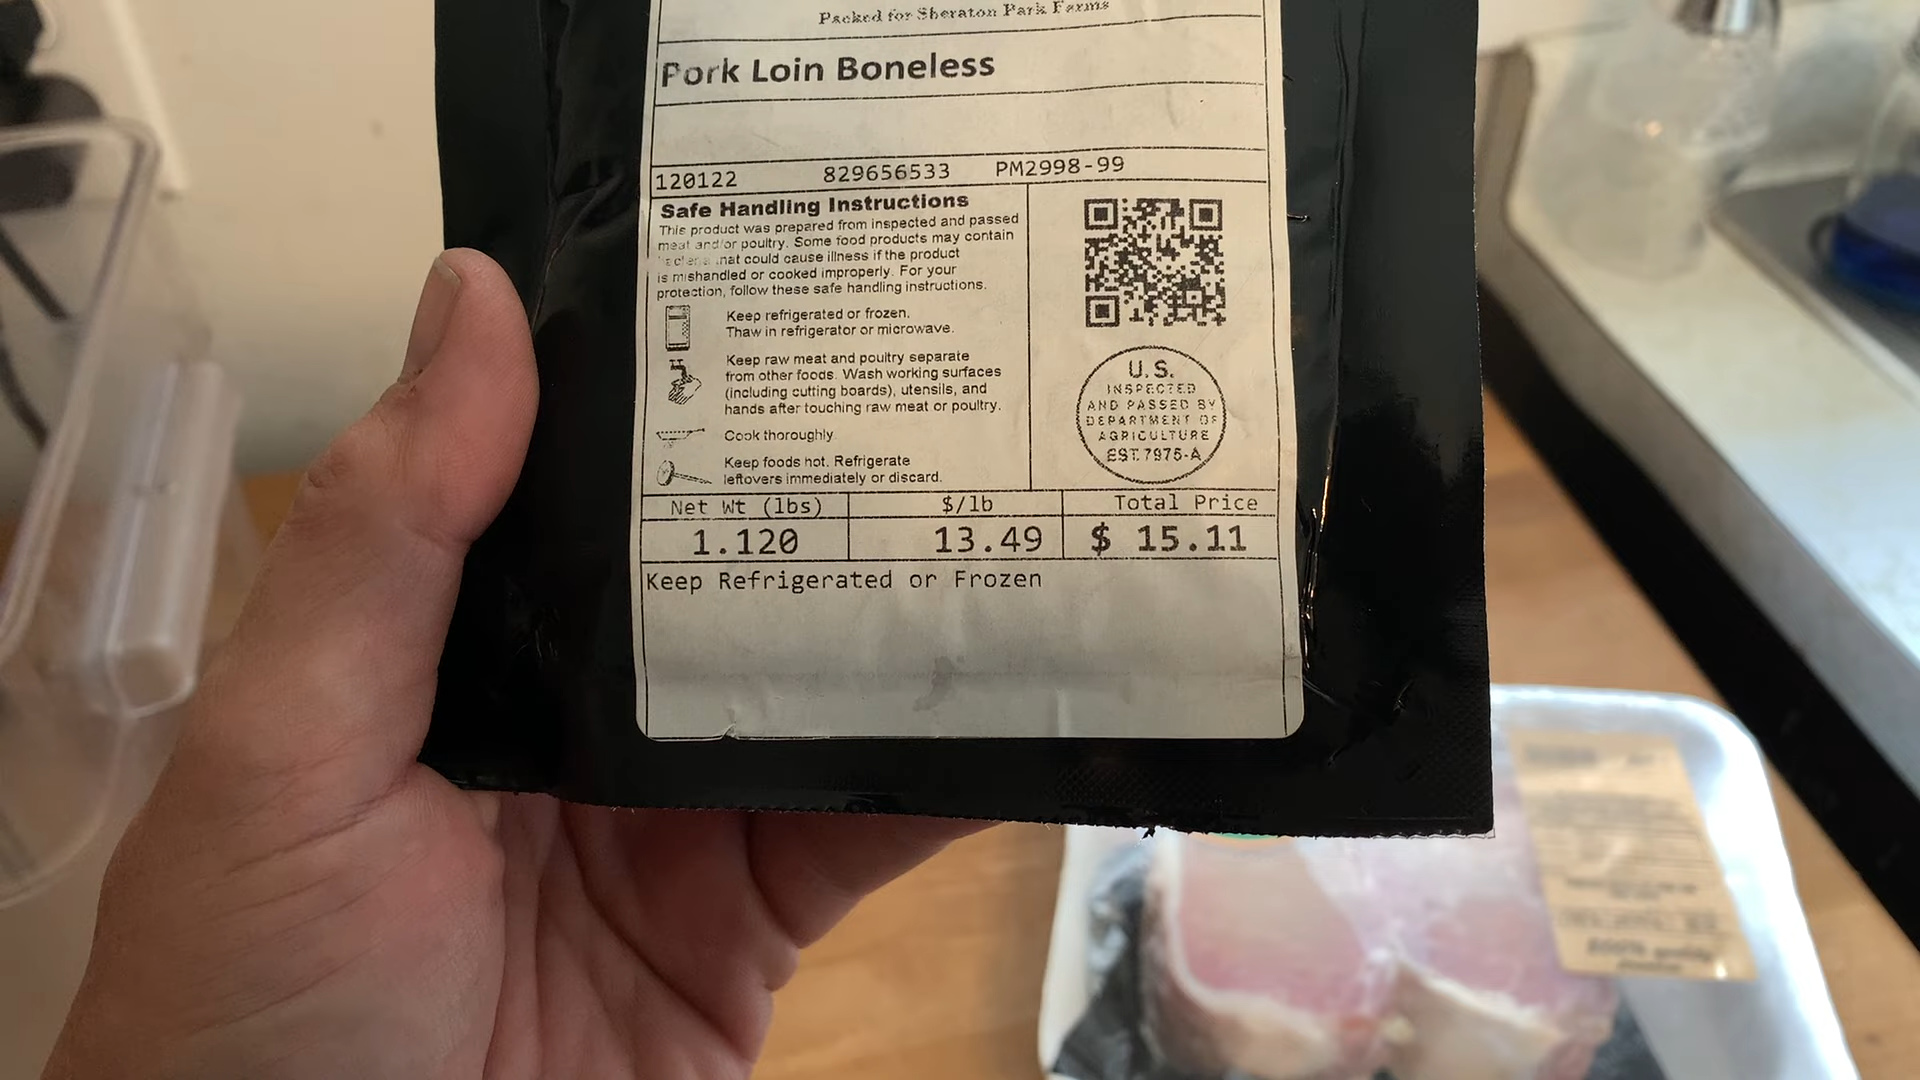 Packed for Sheraton Park Farms
Pork Loin Boneless
120122 829656533 PM2998-99
Safe Handling Instructions
This product was prepared from inspected and passed
meat and/or poultry. Some food products may contain
that could cause illness if the product
is mishandled or cooked improperly. For your
protection, follow these safe handling instructions.
Keep refrigerated or frozen.
Thaw in refrigerator or microwave.
Keep raw meat and poultry separate
from other foods. Wash working surfaces
(including cutting boards), utensils, and
hands after touching raw meat or poultry.
Cook thoroughly.
Keep foods hot. Refrigerate
leftovers immediately or discard.
U.S.
INSPECTED
AND PASSED BY
DEPARTMENT OF
AGRICULTURE
EST. 7975-A
Net Wt (lbs) $/lb Total Price
1.120 13.49 $ 15.11
Keep Refrigerated or Frozen